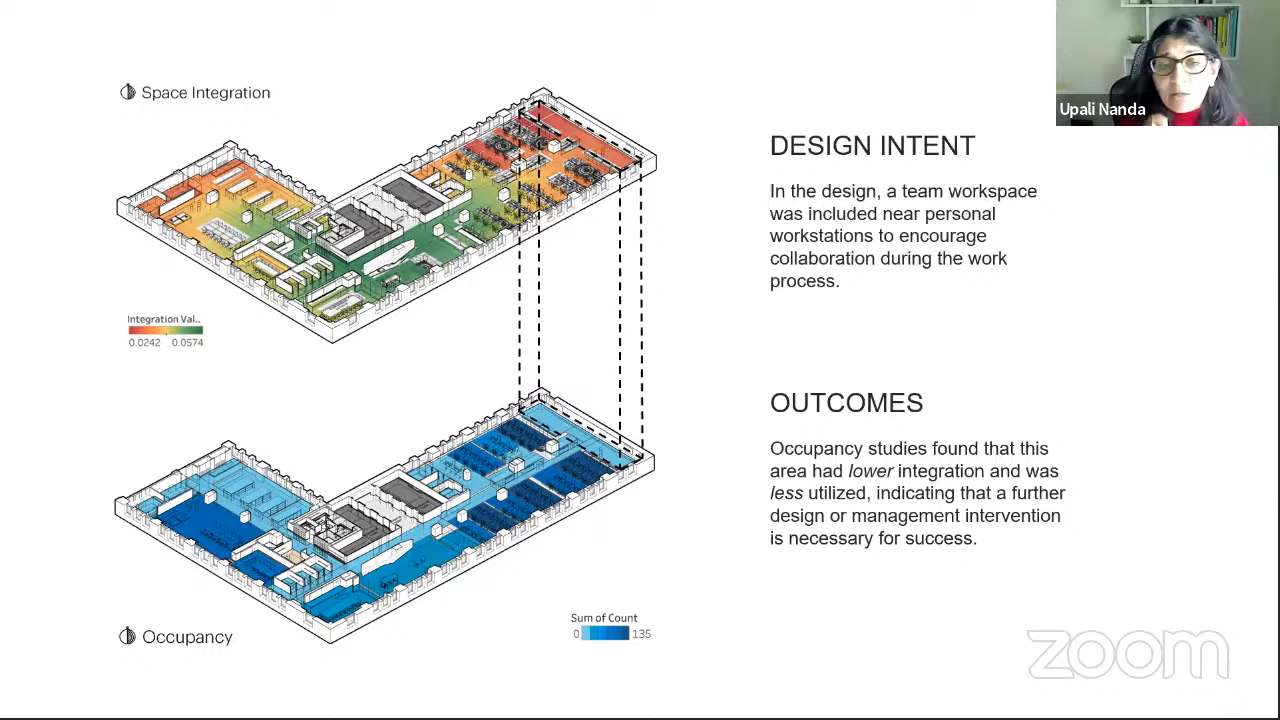 Upali Nanda
Space Integration
DESIGN INTENT
In the design, a team workspace
was included near personal
workstations to encourage
collaboration during the work
process.
Integration Val..
0.0242 0.0574
OUTCOMES
Occupancy studies found that this
area had lower integration and was
less utilized, indicating that a further
design or management intervention
is necessary for success.
Sum of Count
0 135
Occupancy
zoom